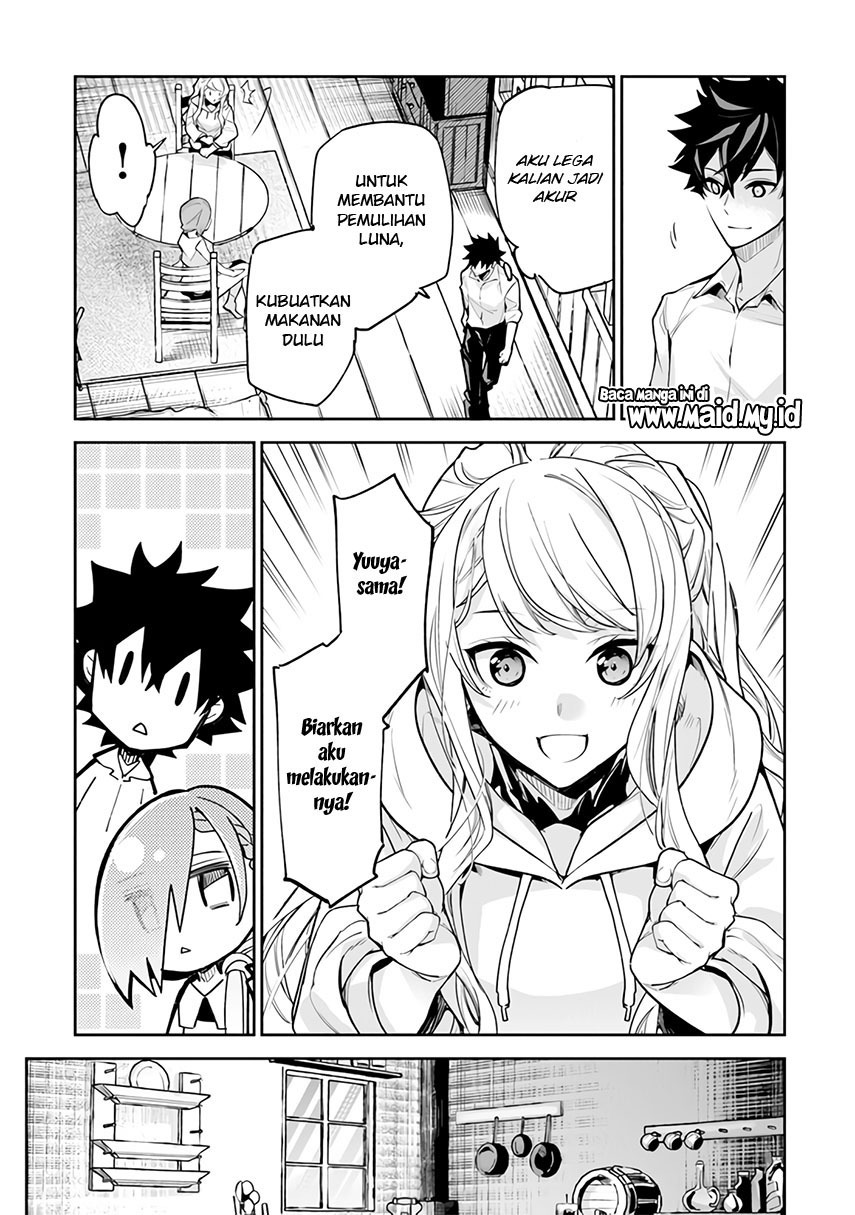 AKU LEGA
KALIAN JADI
AKUR
UNTUK
MEMBANTU
PEMULIHAN
LUNA,
KUBUATKAN
MAKANAN
DULU
!
Baca Manga ini di
www.Maid.My.id
Yuuya-
sama!
Biarkan
aku
melakukan-
nya!